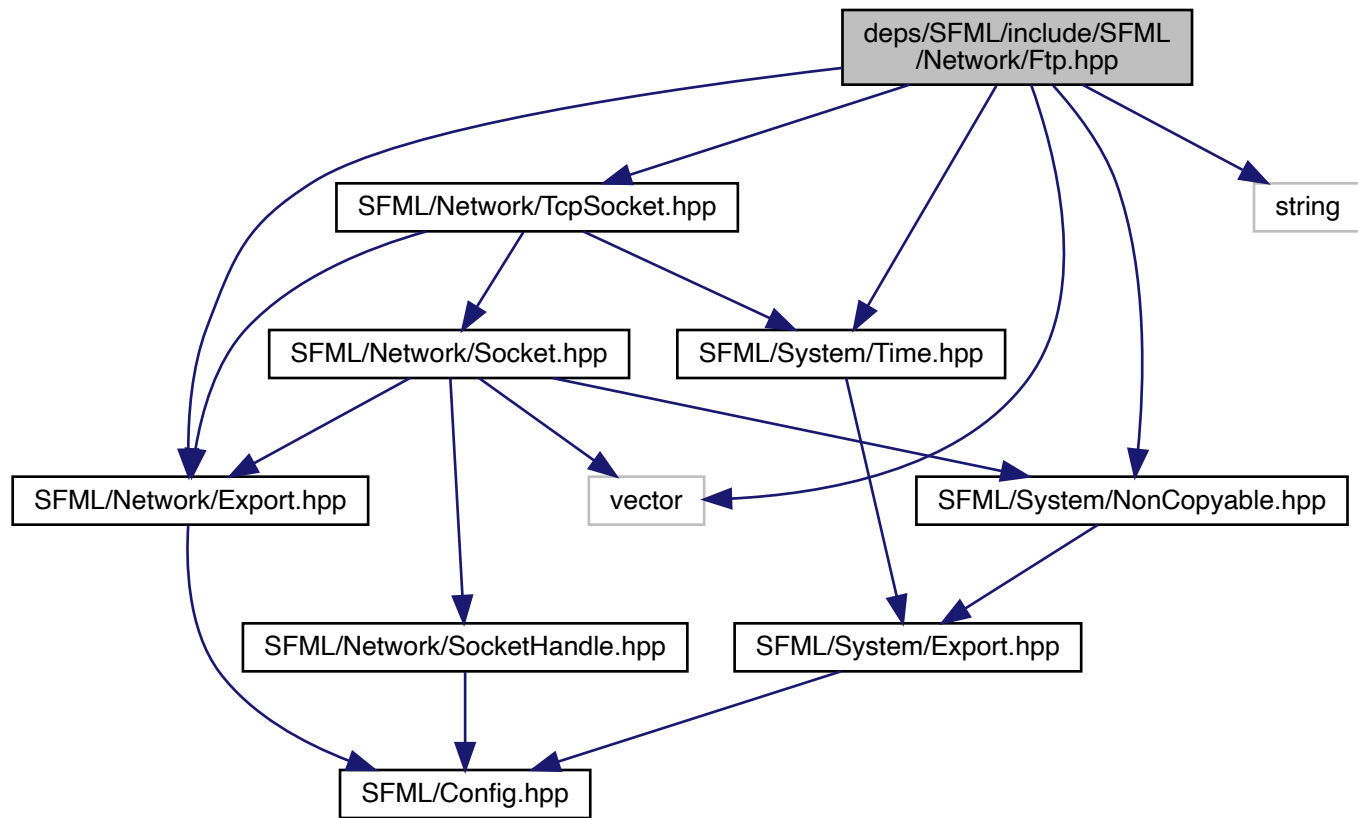 deps/SFML/include/SFML
/Network/Ftp.hpp
SFML/Network/TcpSocket.hpp
string
SFML/Network/Socket.hpp
SFML/System/Time.hpp
SFML/Network/Export.hpp
vector
SFML/System/NonCopyable.hpp
SFML/Network/SocketHandle.hpp
SFML/System/Export.hpp
SFML/Config.hpp